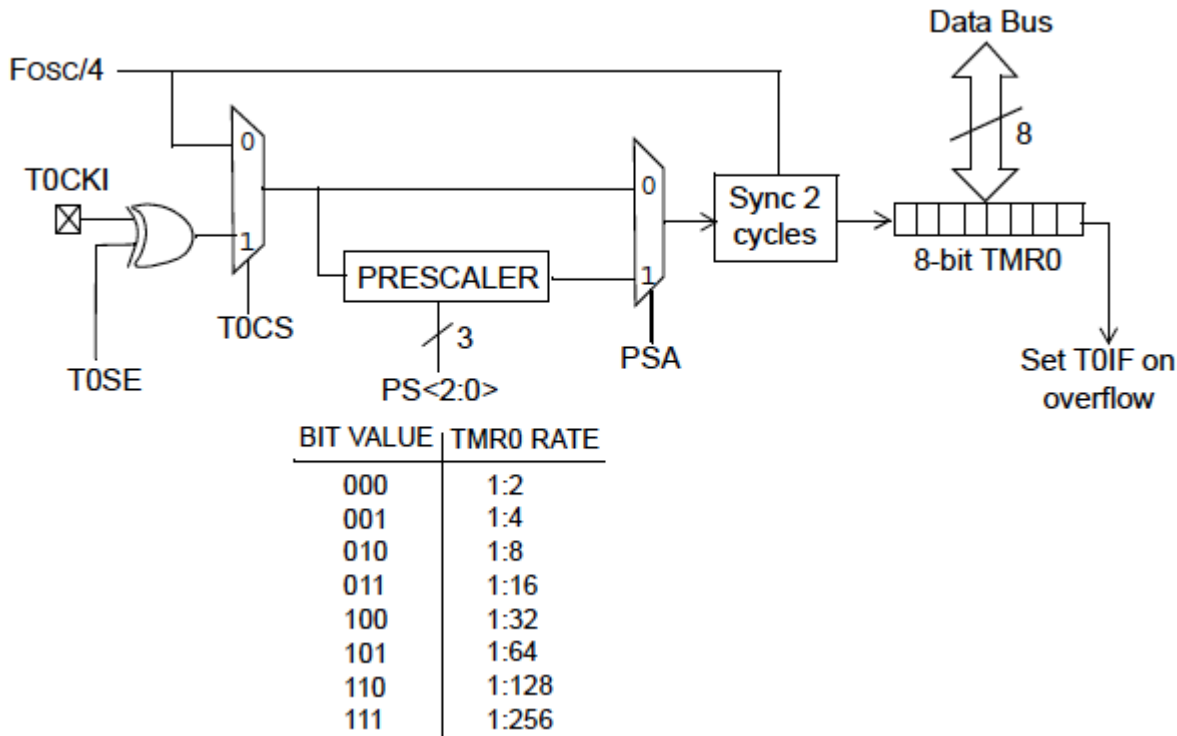 Data Bus
Fosc/4
8
0
T0CKI
0
Sync 2
cycles
1
8-bit TMR0
PRESCALER
1
T0CS
3
PSA
Set T0IF on
overflow
T0SE
PS<2:0>
BIT VALUE TMR0 RATE
000 1:2
001 1:4
010 1:8
011 1:16
100 1:32
101 1:64
110 1:128
111 1:256